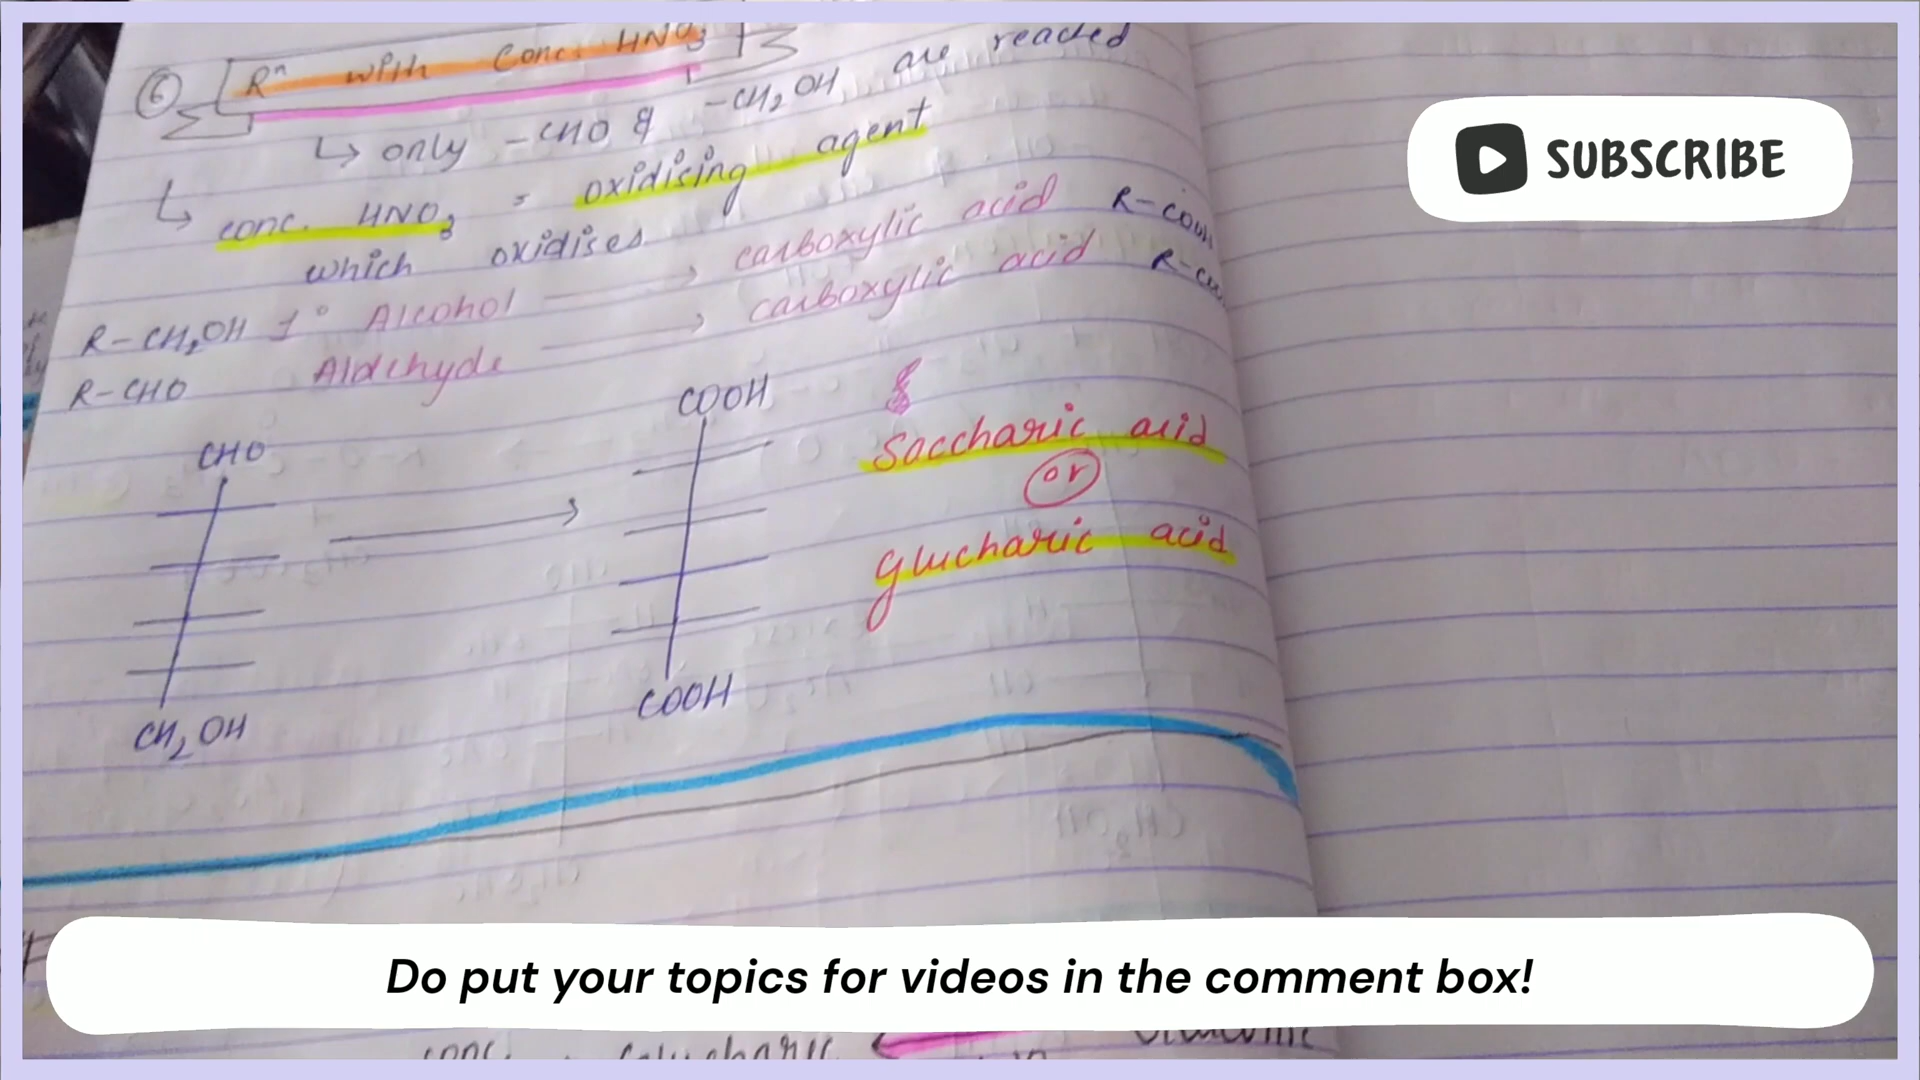 6 Rⁿ with Conc. HNO3
↳ only -CHO & -CH2OH are reacted
↳ conc. HNO3 = oxidising agent
which oxidises
R-CH2OH 1° Alcohol → carboxylic acid R-COOH
R-CHO Aldehyde → carboxylic acid
CHO
CH2OH
→
COOH
COOH
Saccharic acid
or
Glucharic acid
conc.
SUBSCRIBE
Do put your topics for videos in the comment box!